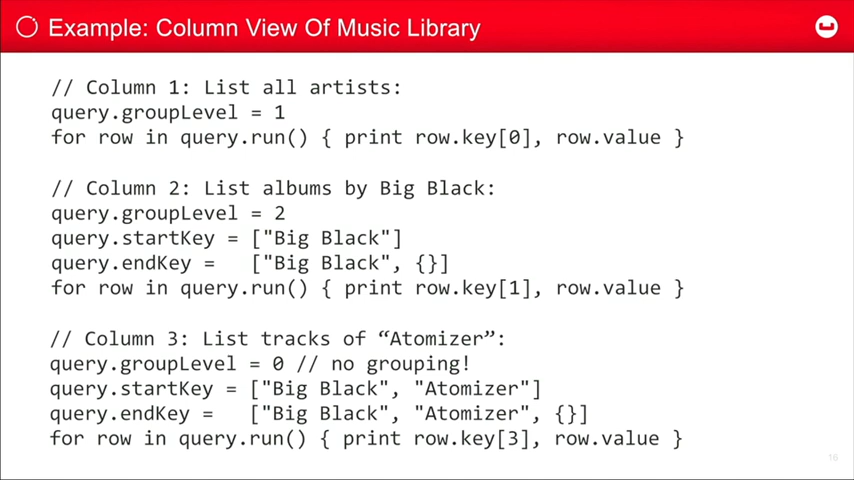 Example: Column View Of Music Library
// Column 1: List all artists:
query.groupLevel = 1
for row in query.run() { print row.key[0], row.value }
// Column 2: List albums by Big Black:
query.groupLevel = 2
query.startKey = ["Big Black"]
query.endKey =   ["Big Black", {}]
for row in query.run() { print row.key[1], row.value }
// Column 3: List tracks of “Atomizer”:
query.groupLevel = 0 // no grouping!
query.startKey = ["Big Black", "Atomizer"]
query.endKey =   ["Big Black", "Atomizer", {}]
for row in query.run() { print row.key[3], row.value }
16